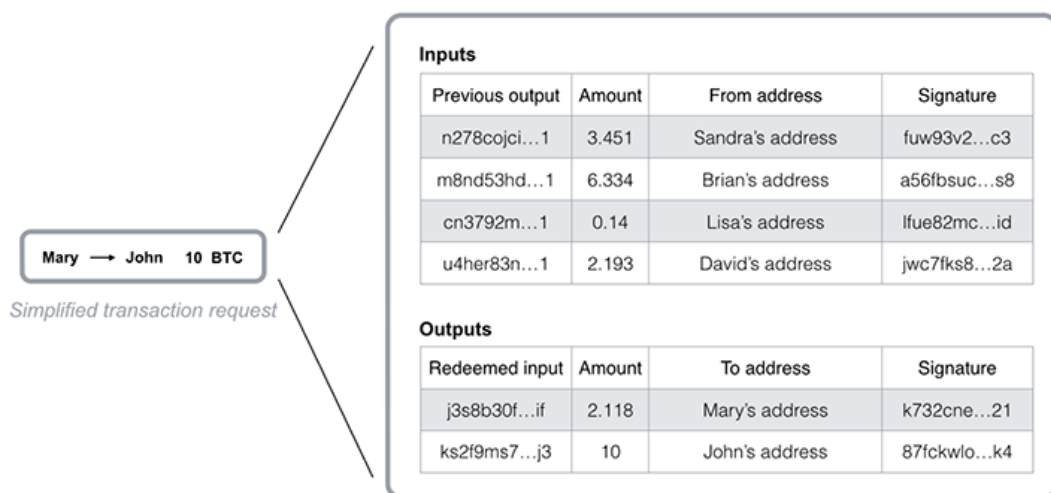 Mary → John 10 BTC
Simplified transaction request
Inputs
Previous output Amount From address Signature
n278cojci...1 3.451 Sandra's address fuw93v2...c3
m8nd53hd...1 6.334 Brian's address a56fbsuc...s8
cn3792m...1 0.14 Lisa's address lfue82mc...id
u4her83n...1 2.193 David's address jwc7fks8...2a
Outputs
Redeemed input Amount To address Signature
j3s8b30f...if 2.118 Mary's address k732cne...21
ks2f9ms7...j3 10 John's address 87fckwlo...k4